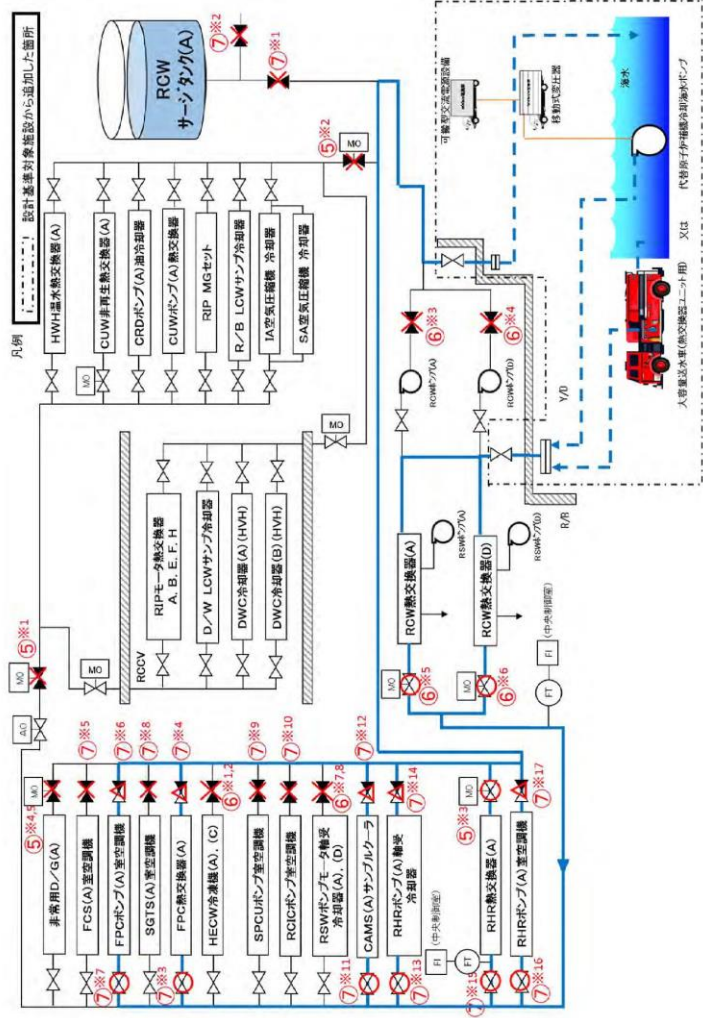 凡例
設計基準対象施設から追加した箇所
RCW
サージタンク(A)
⑦※2
⑦※1
⑤※2
MO
HWH温水熱交換器(A)
CUW非再生熱交換器(A)
CRDポンプ(A)油冷却器
CUWポンプ(A)熱交換器
RIP MGセット
R/B LCWサンプ冷却器
IA空気圧縮機 冷却器
SA空気圧縮機 冷却器
MO
可搬型交流電源設備
移動式変圧器
海水
代替原子炉補機冷却海水ポンプ
又は
大容量送水車(熱交換器ユニット用)
RCCV
RIPモータ熱交換器
A, B, E, F, H
D/W LCWサンプ冷却器
DWC冷却器(A)(HVH)
DWC冷却器(B)(HVH)
MO
MO
⑤※1
MO
AO
⑥※3
⑥※4
RCWポンプ(A)
RCWポンプ(D)
Y/D
R/B
RCW熱交換器(A)
RCW熱交換器(D)
RSWポンプ(A)
RSWポンプ(D)
MO
⑥※5
MO
⑥※6
FT
FI
(中央制御室)
⑤※4,5
MO
⑦※5
⑦※6
⑦※8
⑦※4
⑥※1,2
⑦※9
⑦※10
⑥※7,8
⑦※12
⑦※14
⑤※3
MO
⑦※17
非常用D/G(A)
FCS(A)室空調機
FPCポンプ(A)室空調機
SGTS(A)室空調機
FPC熱交換器(A)
HECW冷凍機(A), (C)
SPCUポンプ室空調機
RCICポンプ室空調機
RSWポンプモータ軸受
冷却器(A), (D)
CAMS(A)サンプルクーラ
RHRポンプ(A)軸受
冷却器
RHR熱交換器(A)
RHRポンプ(A)室空調機
⑦※7
⑦※3
⑦※11
⑦※13
⑦※15
⑦※16
FI
(中央制御室)
FT